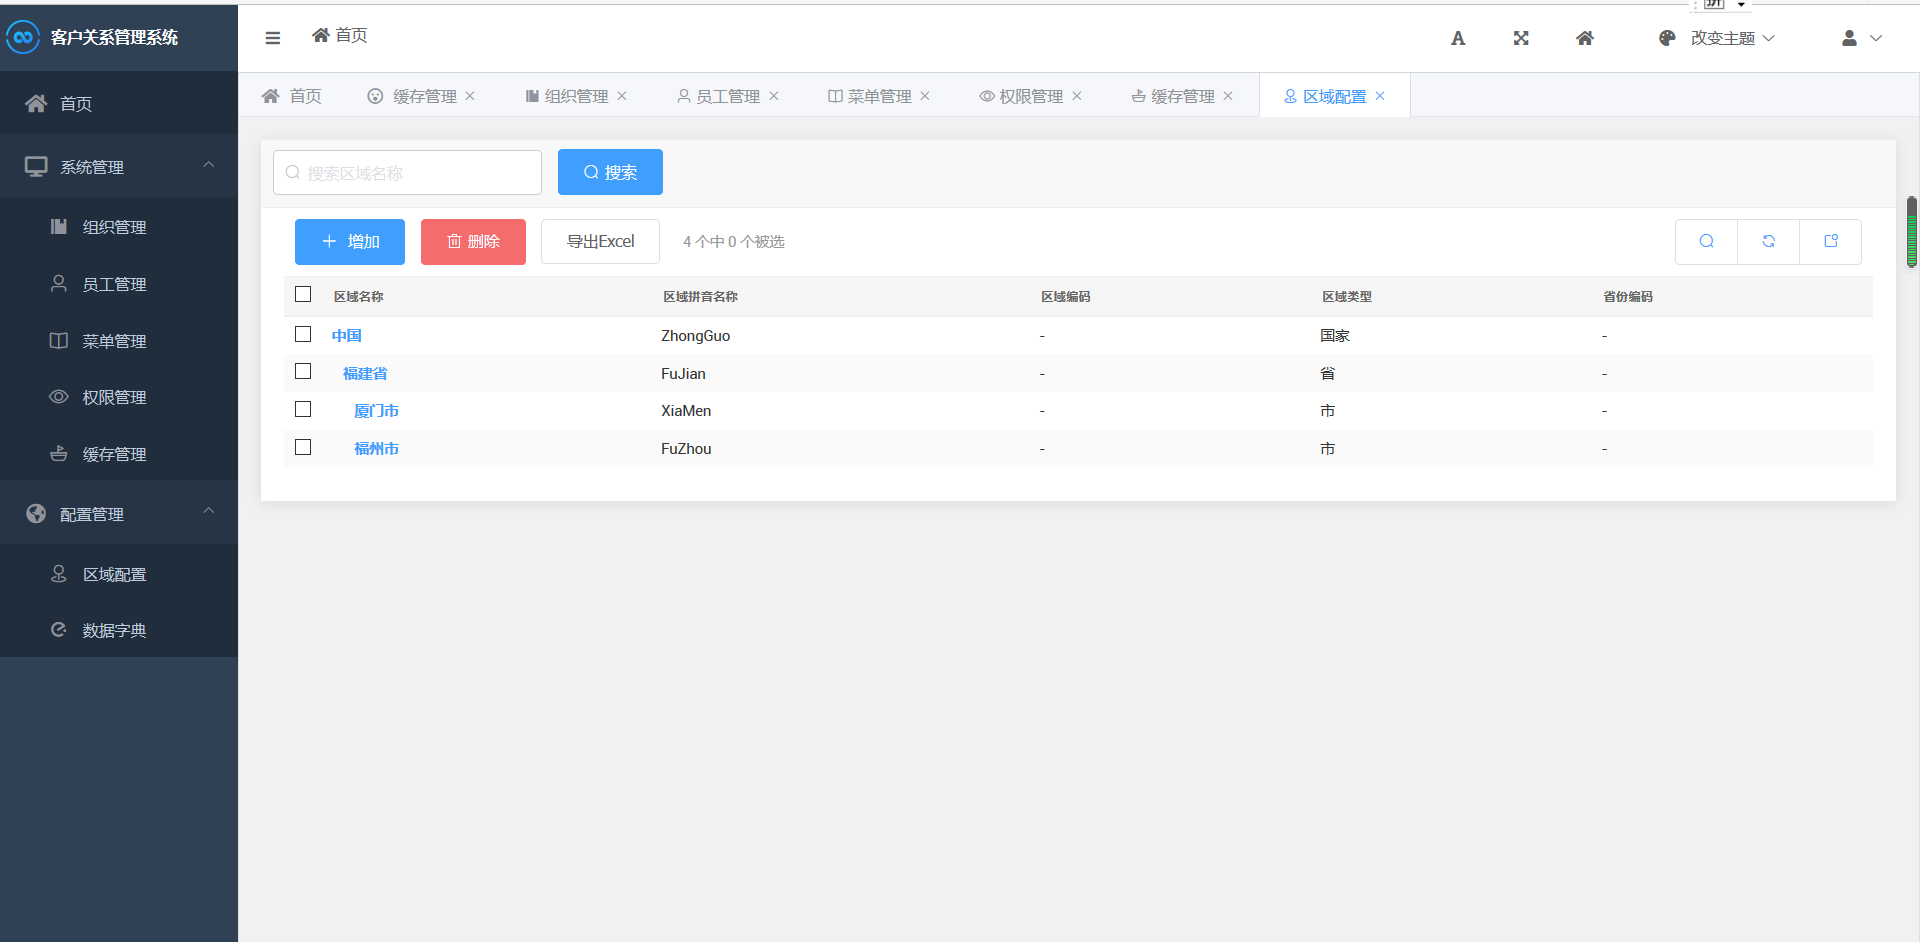 拼
客户关系管理系统
首页
A
改变主题
首页
缓存管理
组织管理
员工管理
菜单管理
权限管理
缓存管理
区域配置
首页
系统管理
组织管理
员工管理
菜单管理
权限管理
缓存管理
配置管理
区域配置
数据字典
搜索区域名称
搜索
增加
删除
导出Excel
4 个中 0 个被选
区域名称 区域拼音名称 区域编码 区域类型 省份编码
中国 ZhongGuo - 国家 -
福建省 FuJian - 省 -
厦门市 XiaMen - 市 -
福州市 FuZhou - 市 -